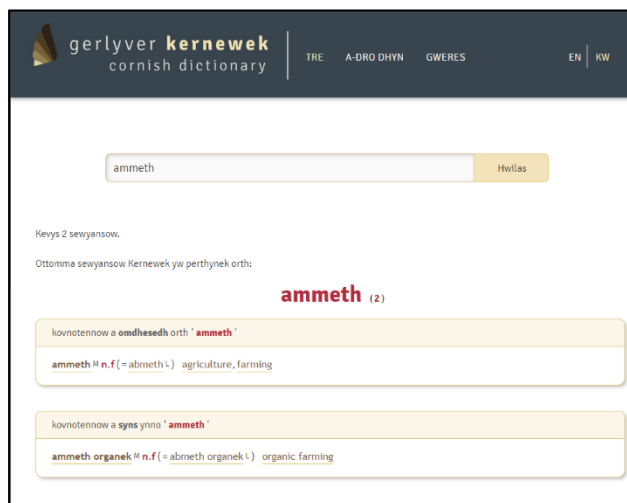 gerlyver kernewek
cornish dictionary
TRE A-DRO DHYN GWERES EN KW
ammeth Hwilas
Kevys 2 sewyansow.
Ottomma sewyansow Kernewek yw perthynek orth:
ammeth (2)
kovnotennow a omdhesedh orth ' ammeth '
ammeth M n.f ( = abmeth L ) agriculture, farming
kovnotennow a syns ynno ' ammeth '
ammeth organek M n.f ( = abmeth organek L ) organic farming